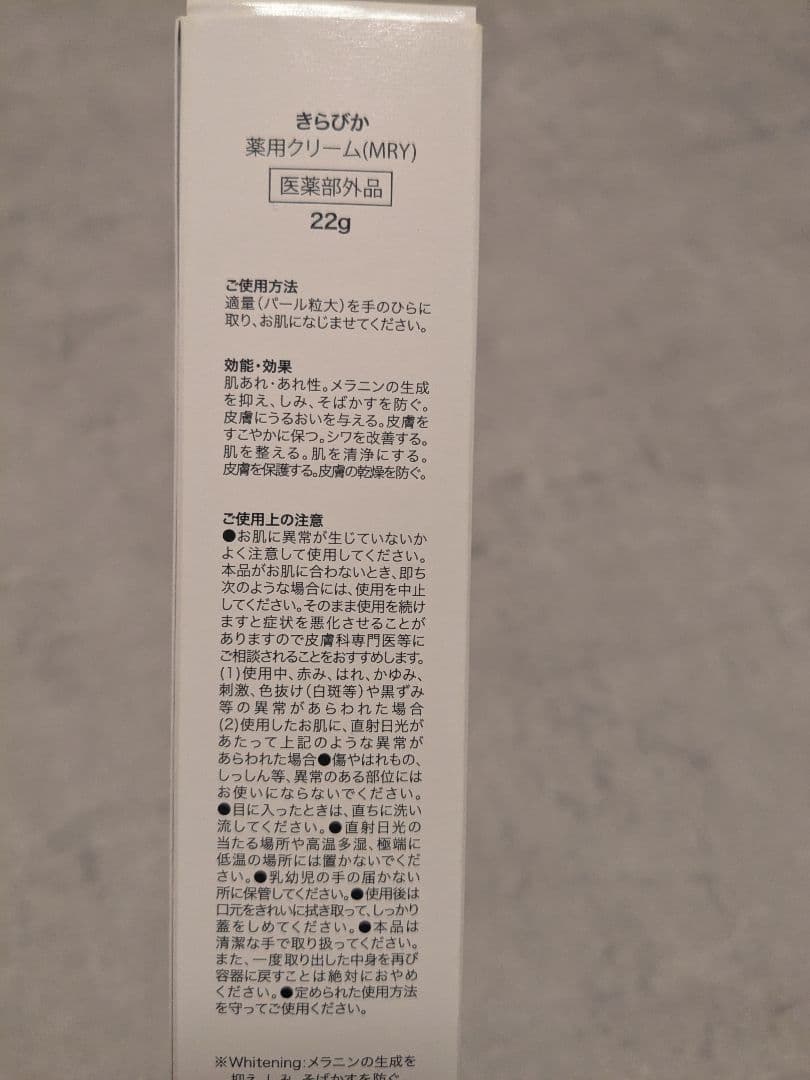 きらびか
薬用クリーム(MRY)
医薬部外品
22g
ご使用方法
適量(パール粒大)を手のひらに
取り、お肌になじませてください。
効能・効果
肌あれ・あれ性。メラニンの生成
を抑え、しみ、そばかすを防ぐ。
皮膚にうるおいを与える。皮膚を
すこやかに保つ。シワを改善する。
肌を整える。肌を清浄にする。
皮膚を保護する。皮膚の乾燥を防ぐ。
ご使用上の注意
●お肌に異常が生じていないか
よく注意して使用してください。
本品がお肌に合わないとき、即ち
次のような場合には、使用を中止
してください。そのまま使用を続け
ますと症状を悪化させることが
ありますので皮膚科専門医等に
ご相談されることをおすすめします。
(1)使用中、赤み、はれ、かゆみ、
刺激、色抜け(白斑等)や黒ずみ
等の異常があらわれた場合
(2)使用したお肌に、直射日光が
あたって上記のような異常が
あらわれた場合●傷やはれもの、
しっしん等、異常のある部位には
お使いにならないでください。
●目に入ったときは、直ちに洗い
流してください。●直射日光の
当たる場所や高温多湿、極端に
低温の場所には置かないでくだ
さい。●乳幼児の手の届かない
所に保管してください。●使用後は
口元をきれいに拭き取って、しっかり
蓋をしめてください。●本品は
清潔な手で取り扱ってください。
また、一度取り出した中身を再び
容器に戻すことは絶対におやめ
ください。●定められた使用方法
を守ってご使用ください。
※Whitening:メラニンの生成を
抑え、しみ、そばかすを防ぐ